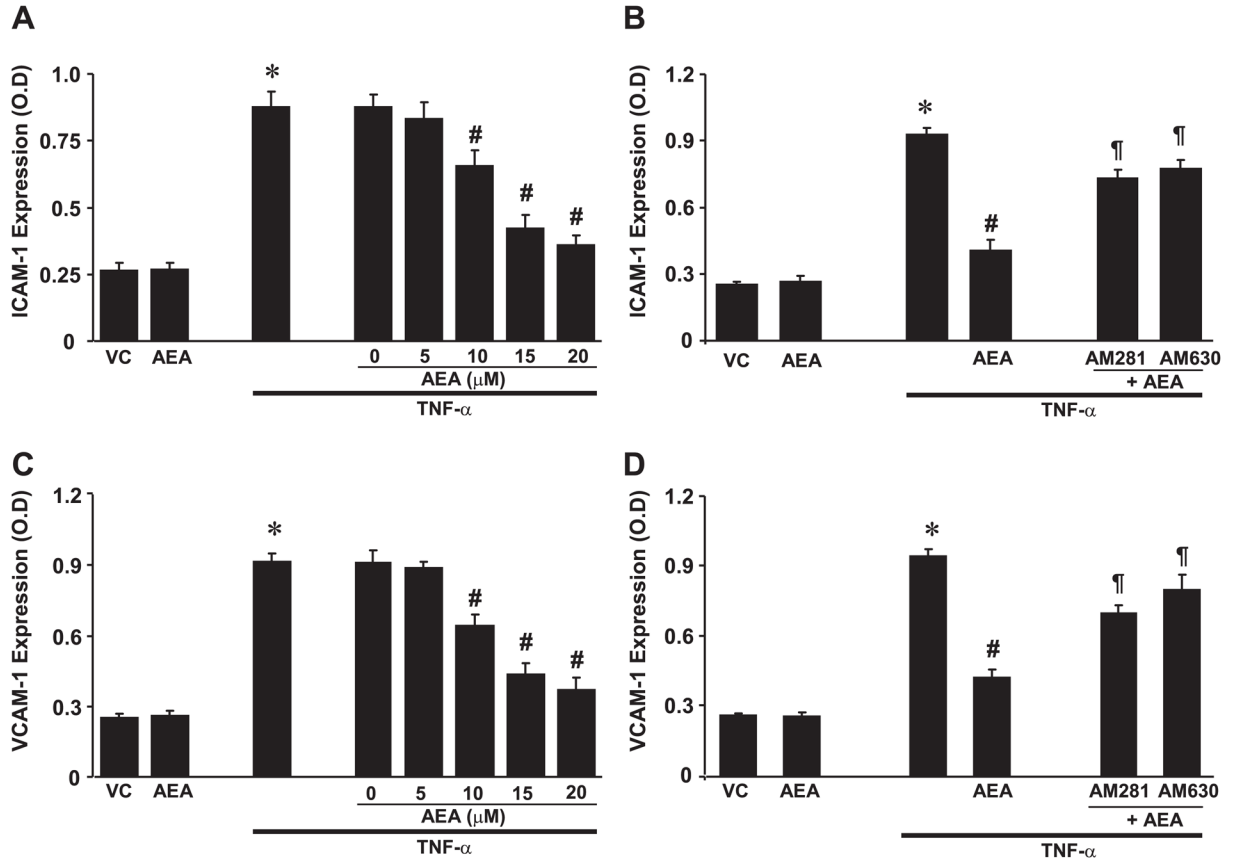 A
ICAM-1 Expression (O.D)
1.0
0.75
0.5
0.25
0
*
#
#
#
VC AEA 0 5 10 15 20
AEA (μM)
TNF-α
B
ICAM-1 Expression (O.D)
1.2
0.9
0.6
0.3
0
*
#
¶
¶
VC AEA AEA AM281 AM630
+ AEA
TNF-α
C
VCAM-1 Expression (O.D)
1.2
0.9
0.6
0.3
0
*
#
#
#
VC AEA 0 5 10 15 20
AEA (μM)
TNF-α
D
VCAM-1 Expression (O.D)
1.2
0.9
0.6
0.3
0
*
#
¶
¶
VC AEA AEA AM281 AM630
+ AEA
TNF-α